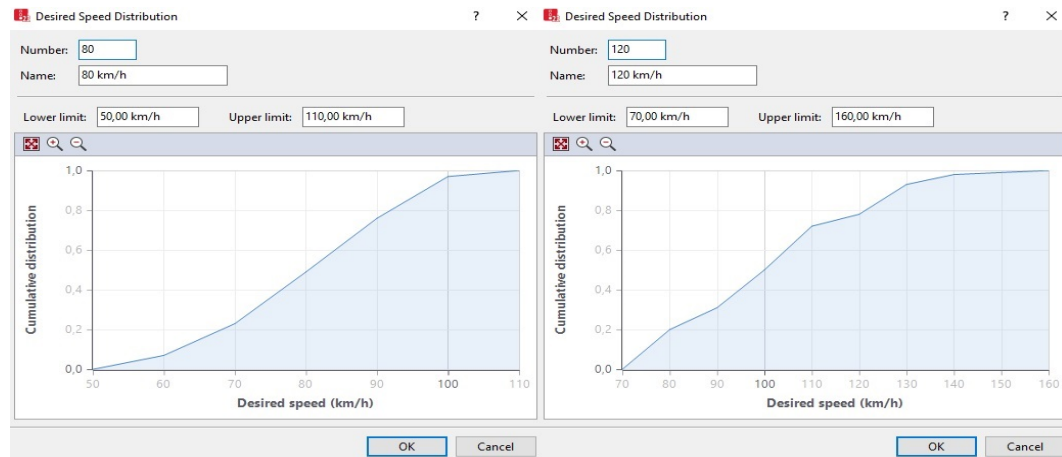 Desired Speed Distribution ? ×
Number: 80
Name: 80 km/h
Lower limit: 50,00 km/h Upper limit: 110,00 km/h
1,0
0,8
0,6
0,4
0,2
0,0
Cumulative distribution
50 60 70 80 90 100 110
Desired speed (km/h)
OK Cancel
Desired Speed Distribution ? ×
Number: 120
Name: 120 km/h
Lower limit: 70,00 km/h Upper limit: 160,00 km/h
1,0
0,8
0,6
0,4
0,2
0,0
Cumulative distribution
70 80 90 100 110 120 130 140 150 160
Desired speed (km/h)
OK Cancel